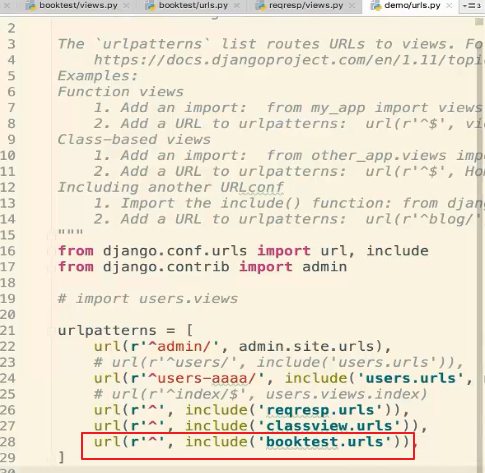 booktest/views.py booktest/urls.py reqresp/views.py demo/urls.py
2
3 The `urlpatterns` list routes URLs to views. Fo
4 https://docs.djangoproject.com/en/1.11/topi
5 Examples:
6 Function views
7 1. Add an import: from my_app import views
8 2. Add a URL to urlpatterns: url(r'^$', vi
9 Class-based views
10 1. Add an import: from other_app.views imp
11 2. Add a URL to urlpatterns: url(r'^$', Ho
12 Including another URLconf
13 1. Import the include() function: from djan
14 2. Add a URL to urlpatterns: url(r'^blog/'
15 """
16 from django.conf.urls import url, include
17 from django.contrib import admin
18
19 # import users.views
20
21 urlpatterns = [
22 url(r'^admin/', admin.site.urls),
23 # url(r'^users/', include('users.urls')),
24 url(r'^users-aaaa/', include('users.urls',
25 # url(r'^index/$', users.views.index)
26 url(r'^', include('reqresp.urls')),
27 url(r'^', include('classview.urls')),
28 url(r'^', include('booktest.urls')),
29 ]